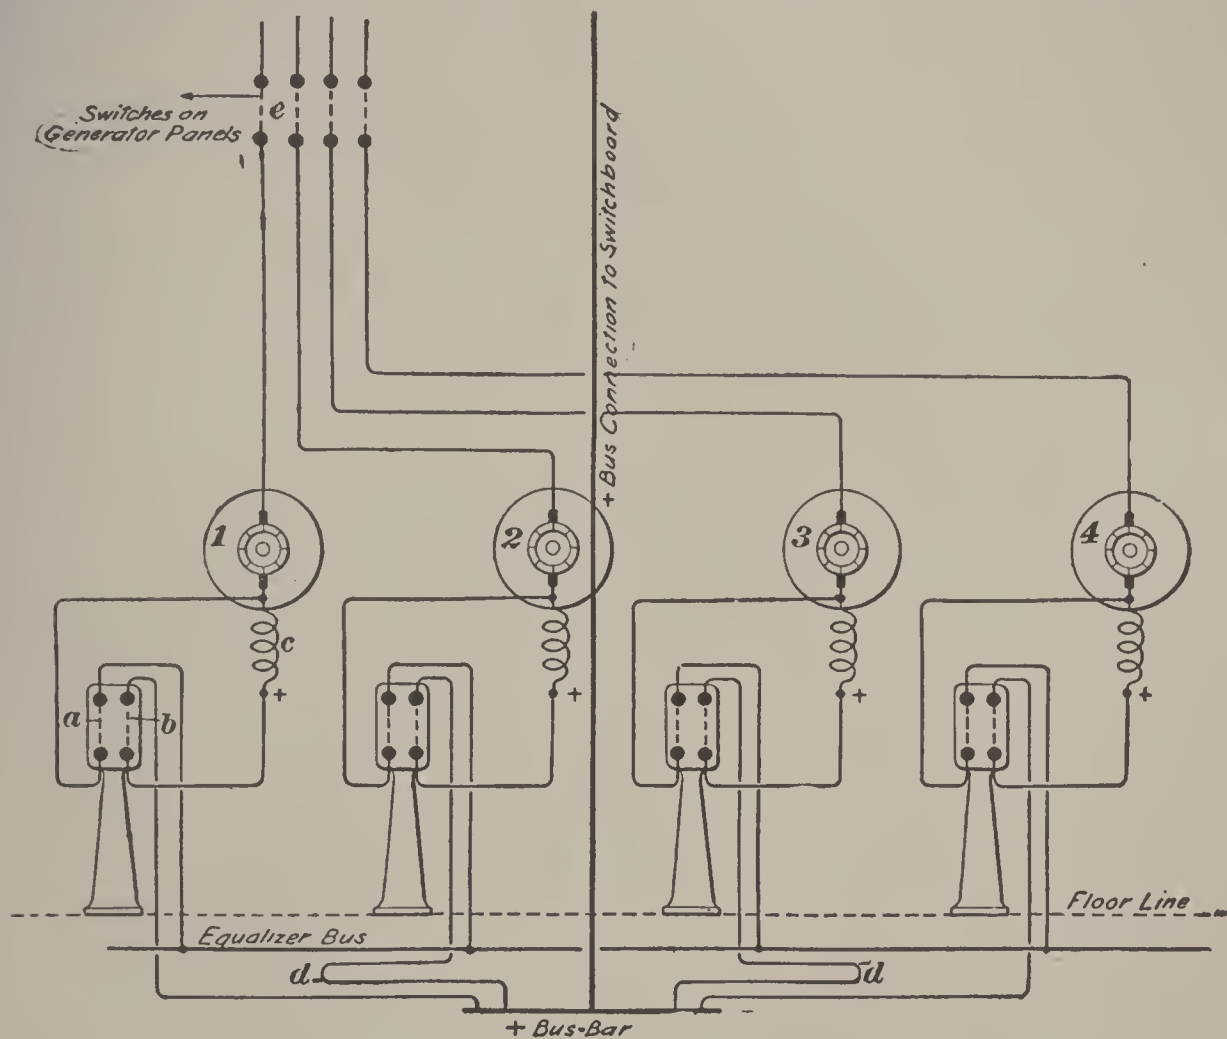 e
Switches on
Generator Panels
+ Bus Connection to Switchboard
1
2
3
4
c
+
+
+
+
a
b
Floor Line
Equalizer Bus
d
d
+ Bus-Bar